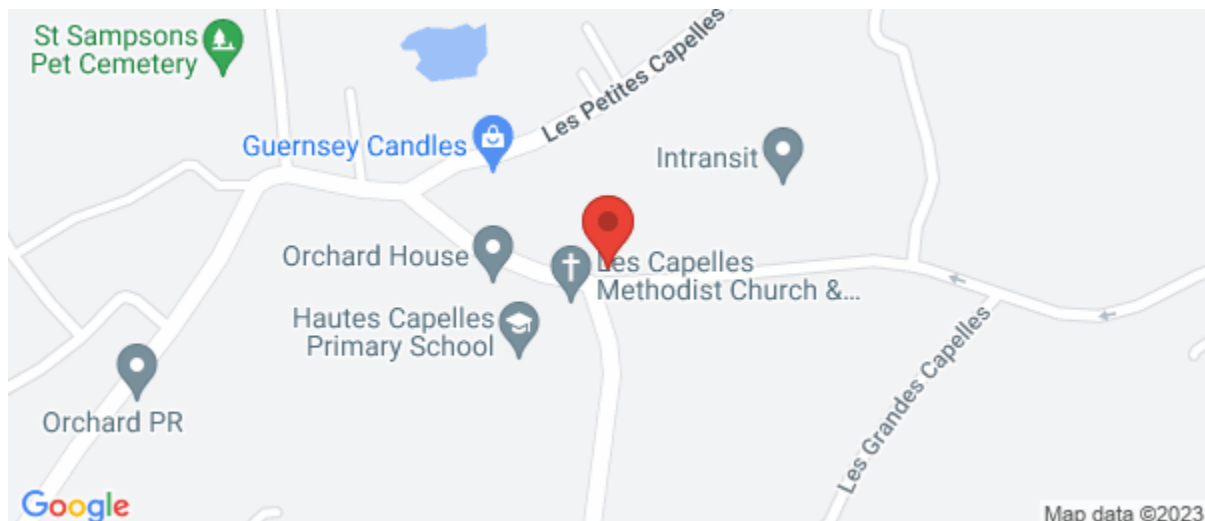 St Sampsons
Pet Cemetery
Les Petites Capelles
Guernsey Candles
Intransit
Orchard House
Les Capelles
Methodist Church &...
Hautes Capelles
Primary School
Les Grandes Capelles
Orchard PR
Google
Map data ©2023